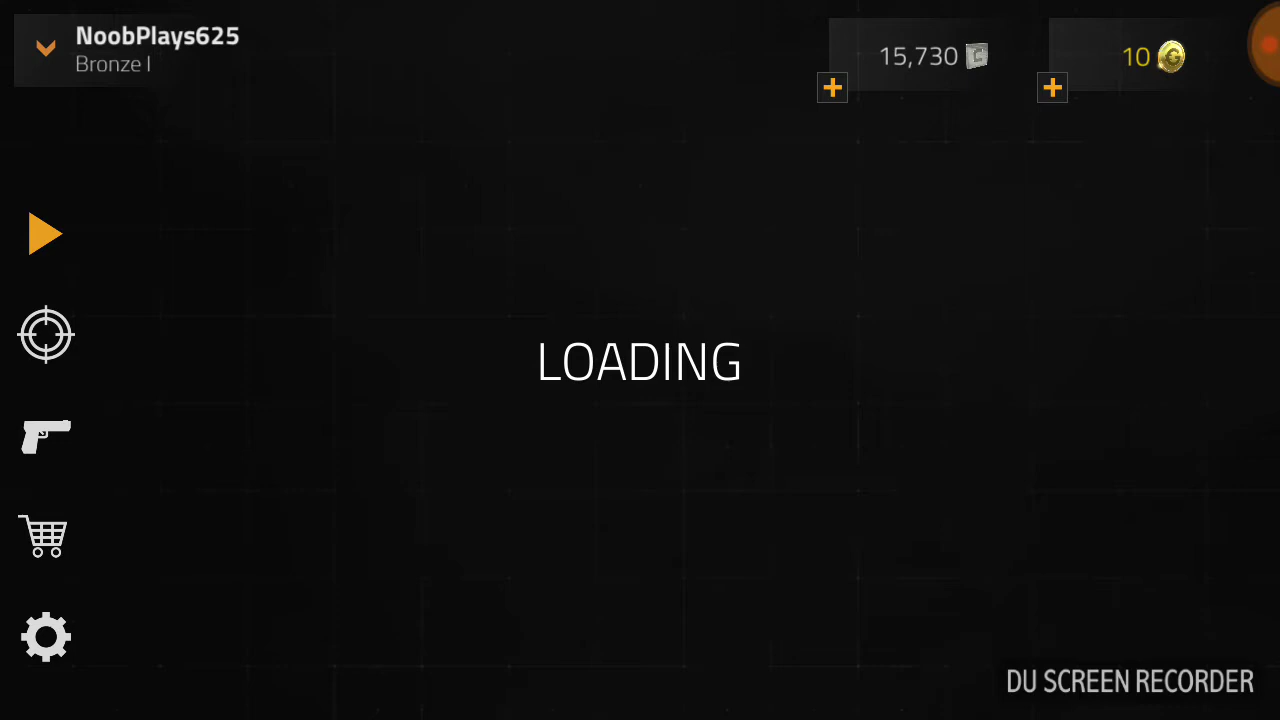 NoobPlays625
Bronze I
15,730
10
LOADING
DU SCREEN RECORDER